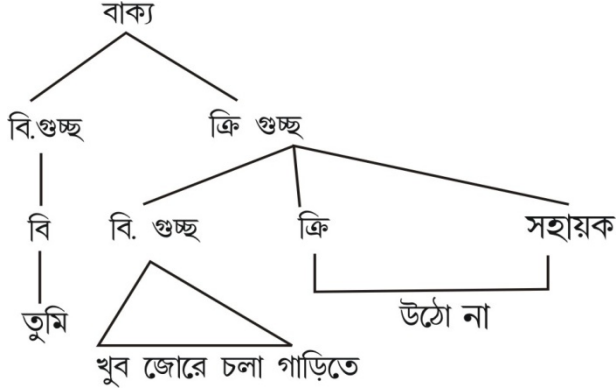 বাক্য
বি.গুচ্ছ ক্রি গুচ্ছ
বি বি. গুচ্ছ ক্রি সহায়ক
তুমি উঠো না
খুব জোরে চলা গাড়িতে